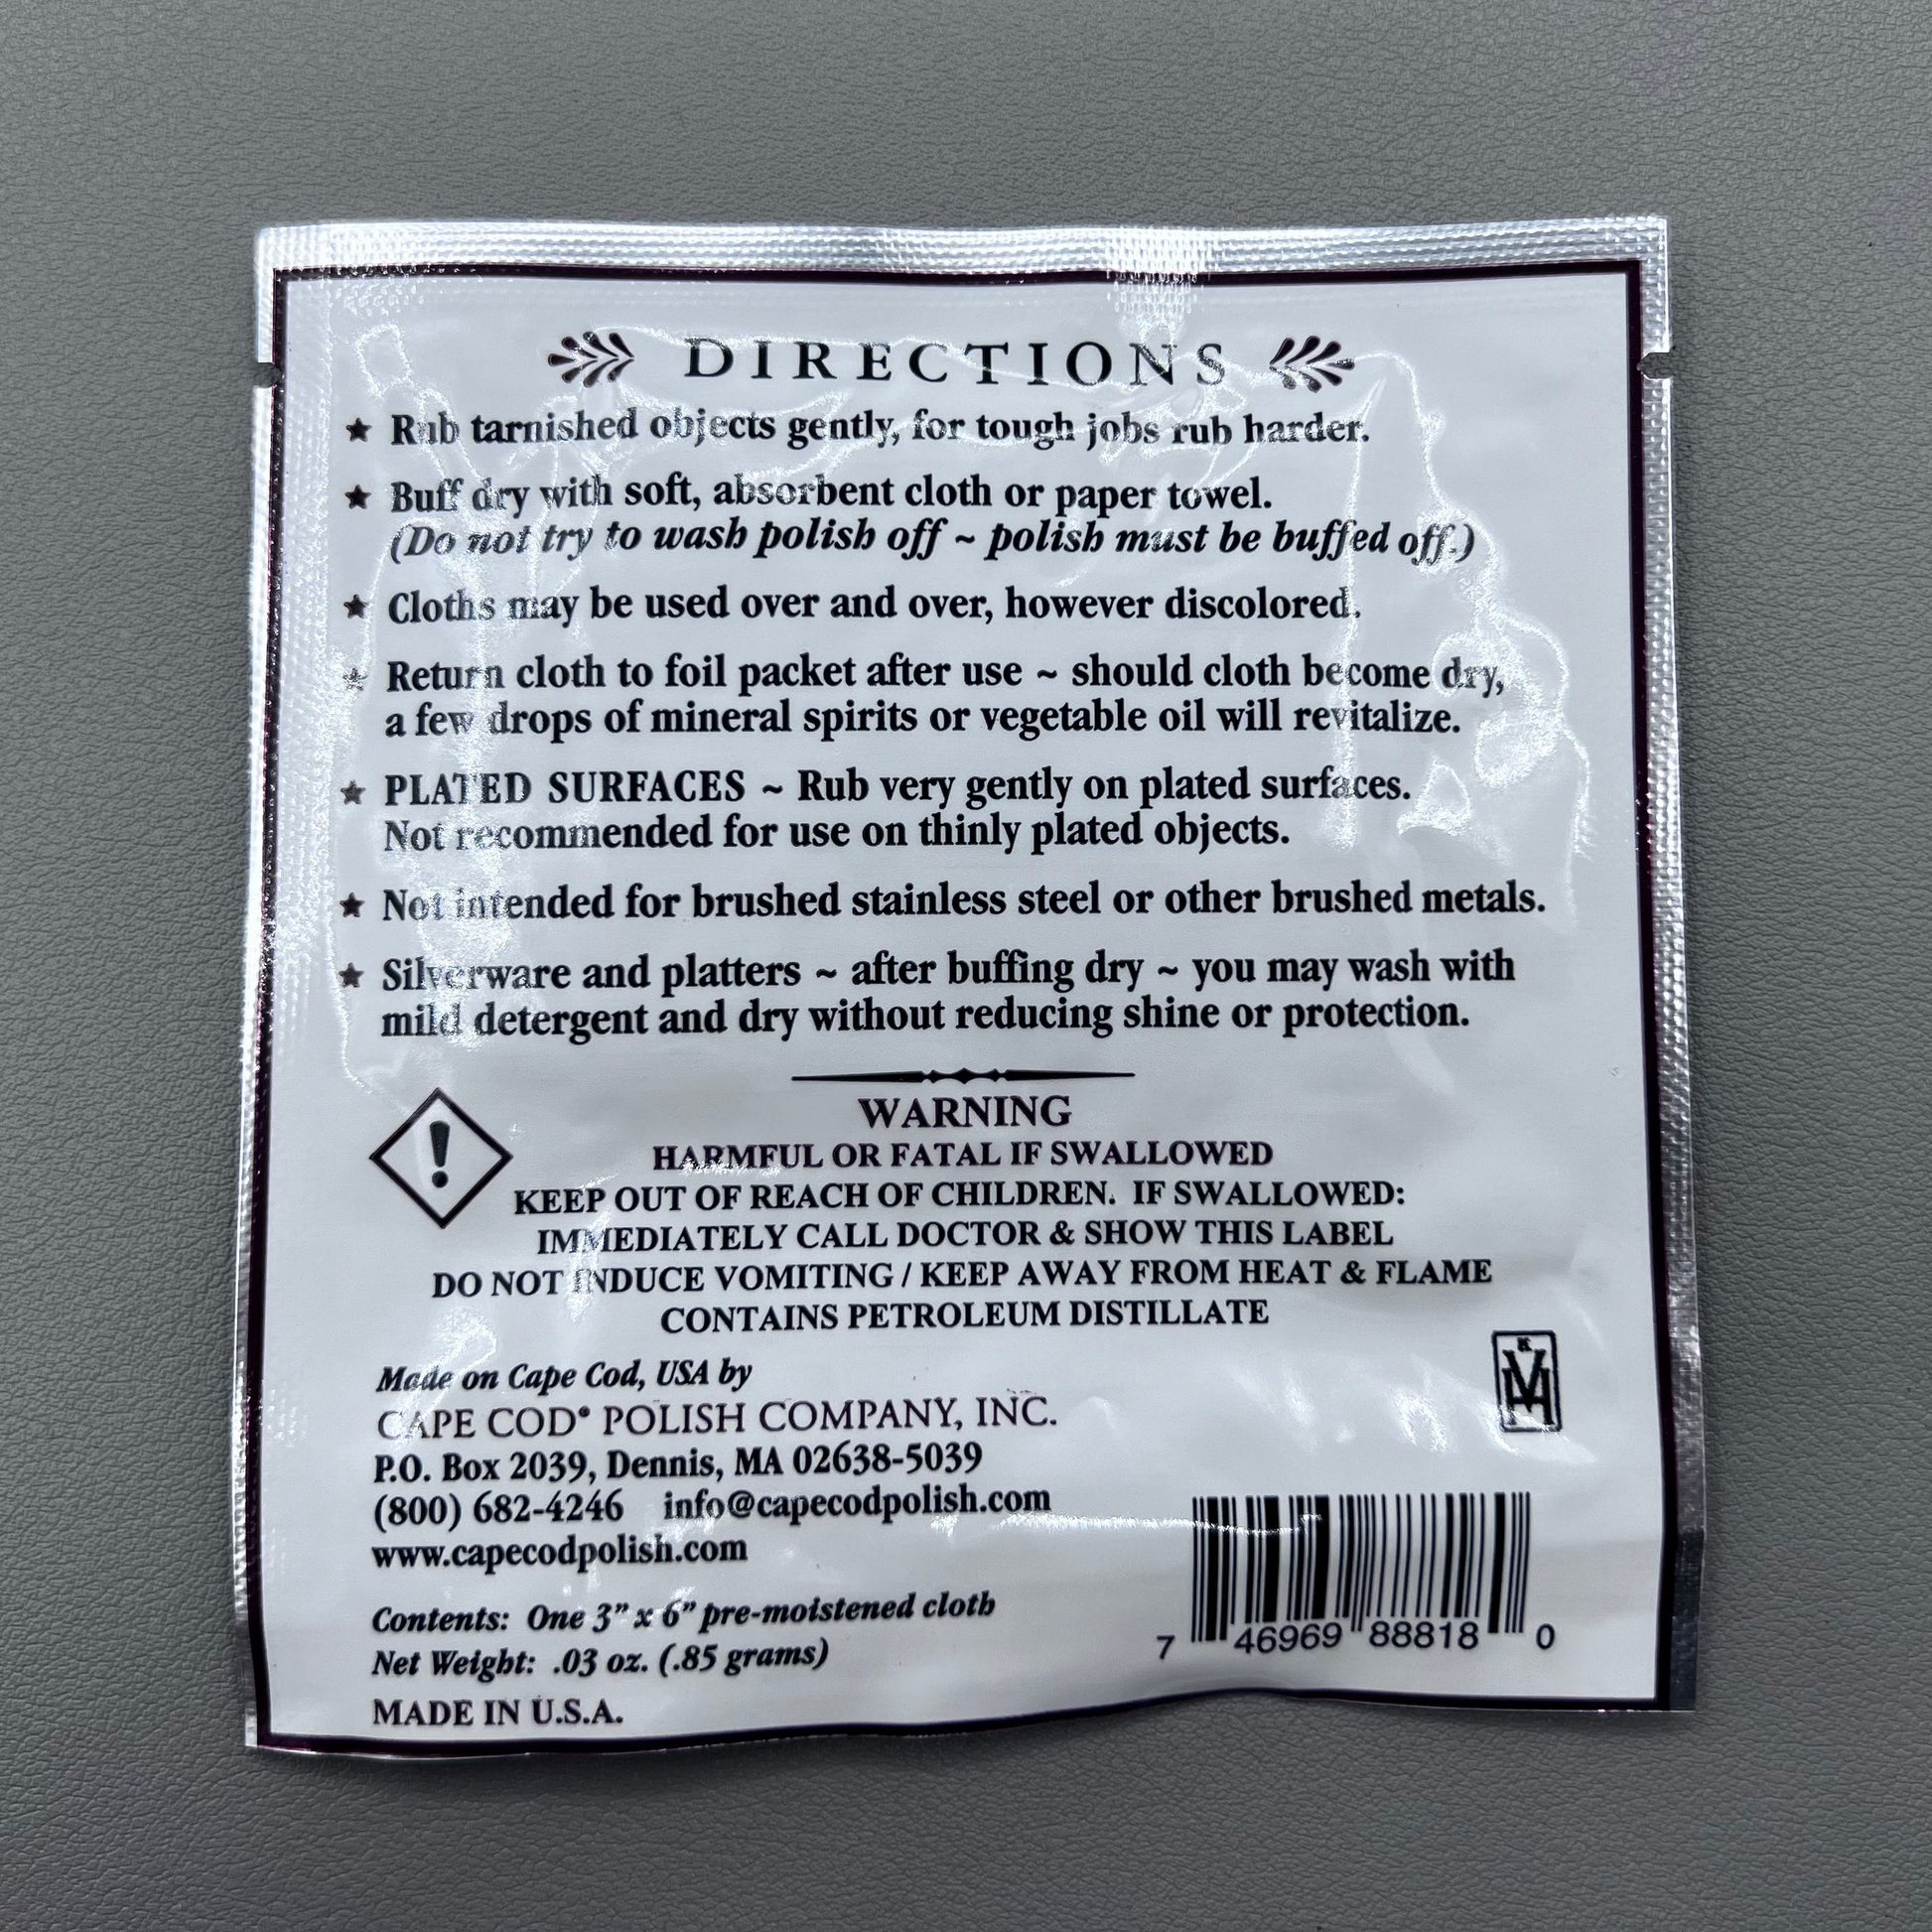 DIRECTIONS
★ Rub tarnished objects gently, for tough jobs rub harder.
★ Buff dry with soft, absorbent cloth or paper towel.
(Do not try to wash polish off ~ polish must be buffed off.)
★ Cloths may be used over and over, however discolored.
★ Return cloth to foil packet after use ~ should cloth become dry,
a few drops of mineral spirits or vegetable oil will revitalize.
★ PLATED SURFACES ~ Rub very gently on plated surfaces.
Not recommended for use on thinly plated objects.
★ Not intended for brushed stainless steel or other brushed metals.
★ Silverware and platters ~ after buffing dry ~ you may wash with
mild detergent and dry without reducing shine or protection.
WARNING
HARMFUL OR FATAL IF SWALLOWED
KEEP OUT OF REACH OF CHILDREN. IF SWALLOWED:
IMMEDIATELY CALL DOCTOR & SHOW THIS LABEL
DO NOT INDUCE VOMITING / KEEP AWAY FROM HEAT & FLAME
CONTAINS PETROLEUM DISTILLATE
Made on Cape Cod, USA by
CAPE COD® POLISH COMPANY, INC.
P.O. Box 2039, Dennis, MA 02638-5039
(800) 682-4246 info@capecodpolish.com
www.capecodpolish.com
Contents: One 3" x 6" pre-moistened cloth
Net Weight: .03 oz. (.85 grams)
MADE IN U.S.A.
7 46969 88818 0